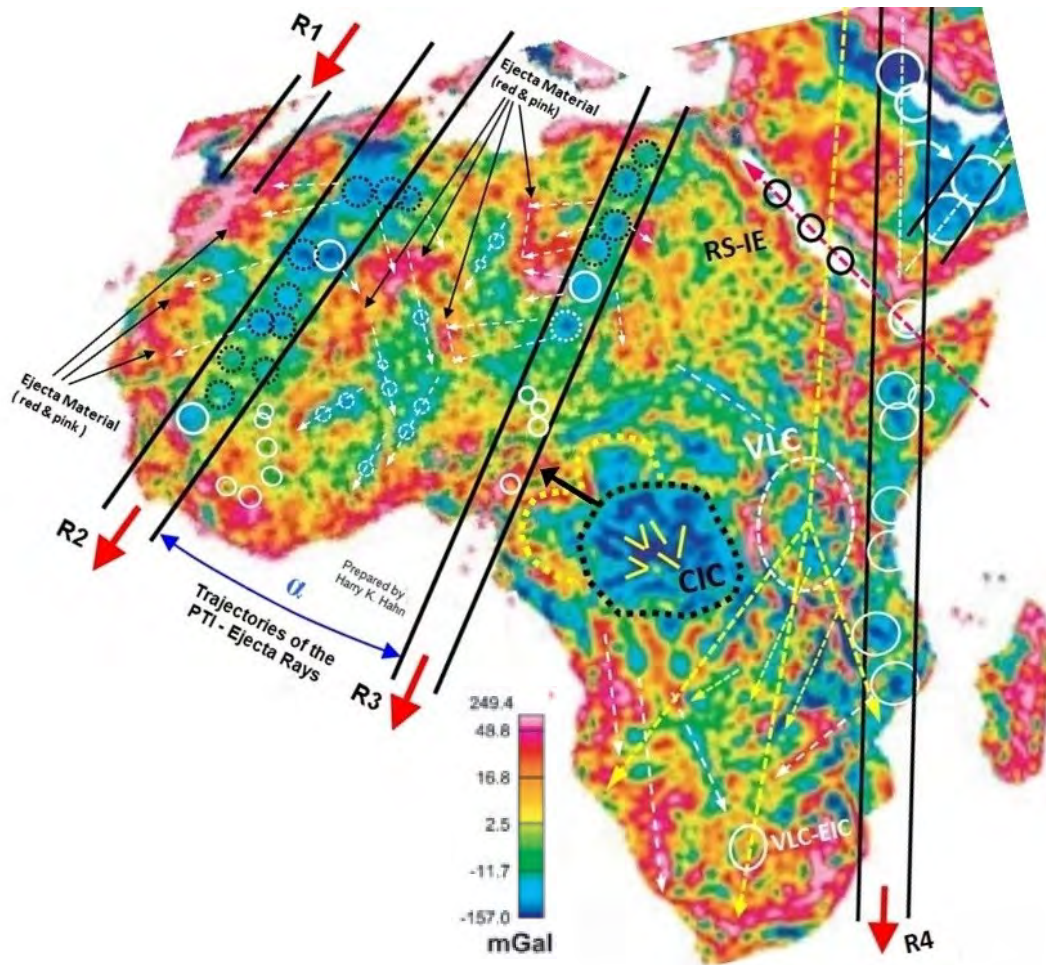 R1
Ejecta Material
(red & pink)
RS-IE
Ejecta Material
( red & pink )
VLC
CIC
R2
α
Prepared by
Harry K. Hahn
Trajectories of the
PTI - Ejecta Rays
R3
249.4
48.8
16.8
2.5
-11.7
-157.0
mGal
VLC-EIC
R4